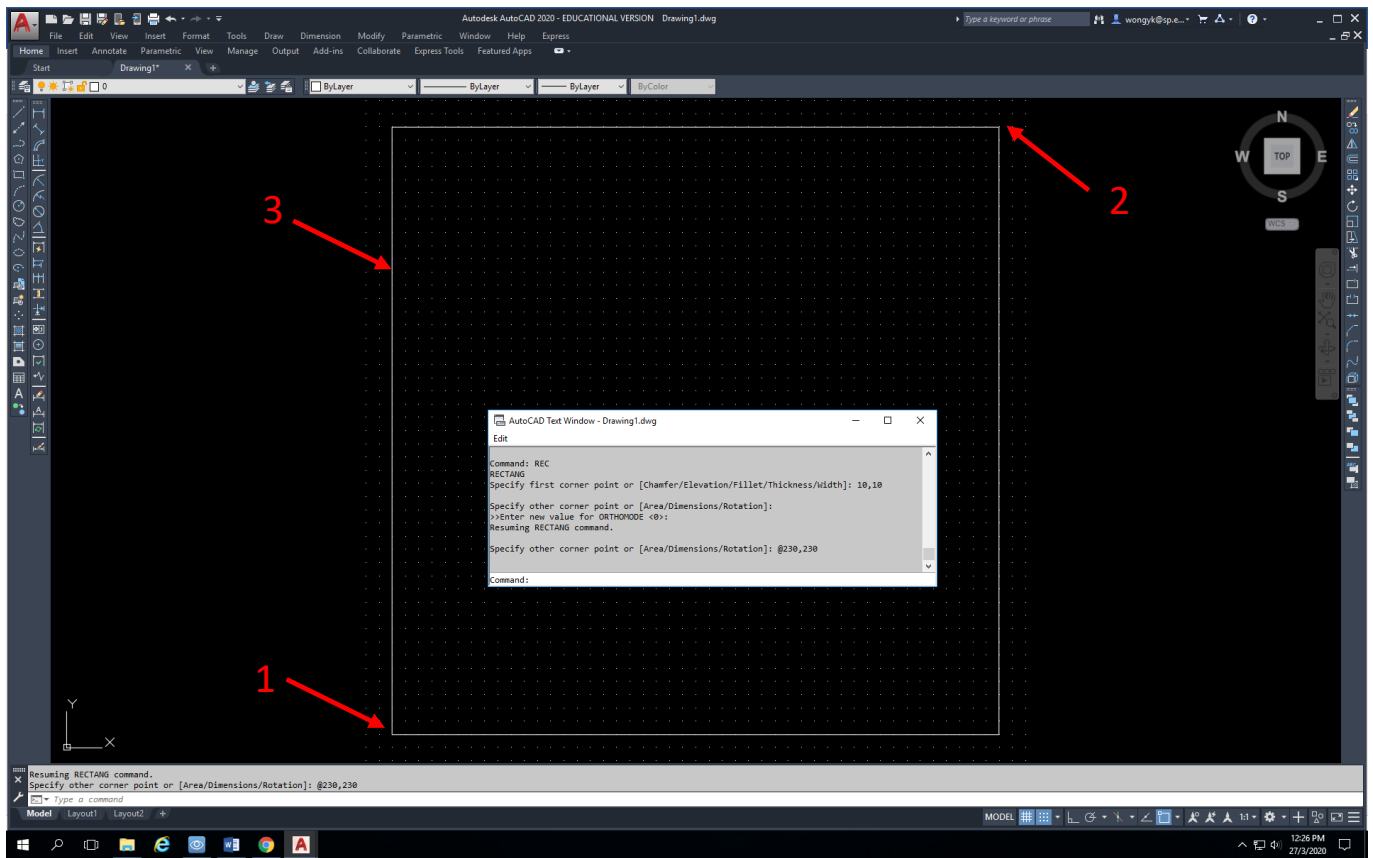 Autodesk AutoCAD 2020 - EDUCATIONAL VERSION Drawing1.dwg
Type a keyword or phrase
wongyk@sp.e...
File Edit View Insert Format Tools Draw Dimension Modify Parametric Window Help Express
Home Insert Annotate Parametric View Manage Output Add-ins Collaborate Express Tools Featured Apps
Start Drawing1*
0 ByLayer ByLayer ByLayer ByColor
N
W TOP E
S
WCS
2
3
AutoCAD Text Window - Drawing1.dwg
Edit
Command: REC
RECTANG
Specify first corner point or [Chamfer/Elevation/Fillet/Thickness/Width]: 10,10
Specify other corner point or [Area/Dimensions/Rotation]:
>>Enter new value for ORTHOMODE <0>:
Resuming RECTANG command.
Specify other corner point or [Area/Dimensions/Rotation]: @230,230
Command:
1
Y
X
Resuming RECTANG command.
Specify other corner point or [Area/Dimensions/Rotation]: @230,230
Type a command
Model Layout1 Layout2 +
MODEL 1:1
12:26 PM
27/3/2020